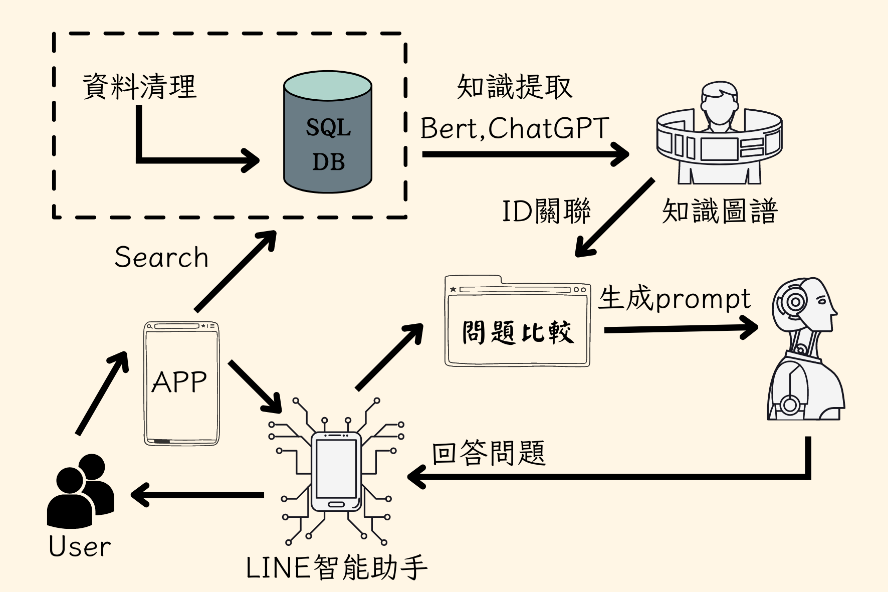 資料清理
SQL
DB
知識提取
Bert,ChatGPT
知識圖譜
ID關聯
Search
生成prompt
問題比較
APP
回答問題
User
LINE智能助手